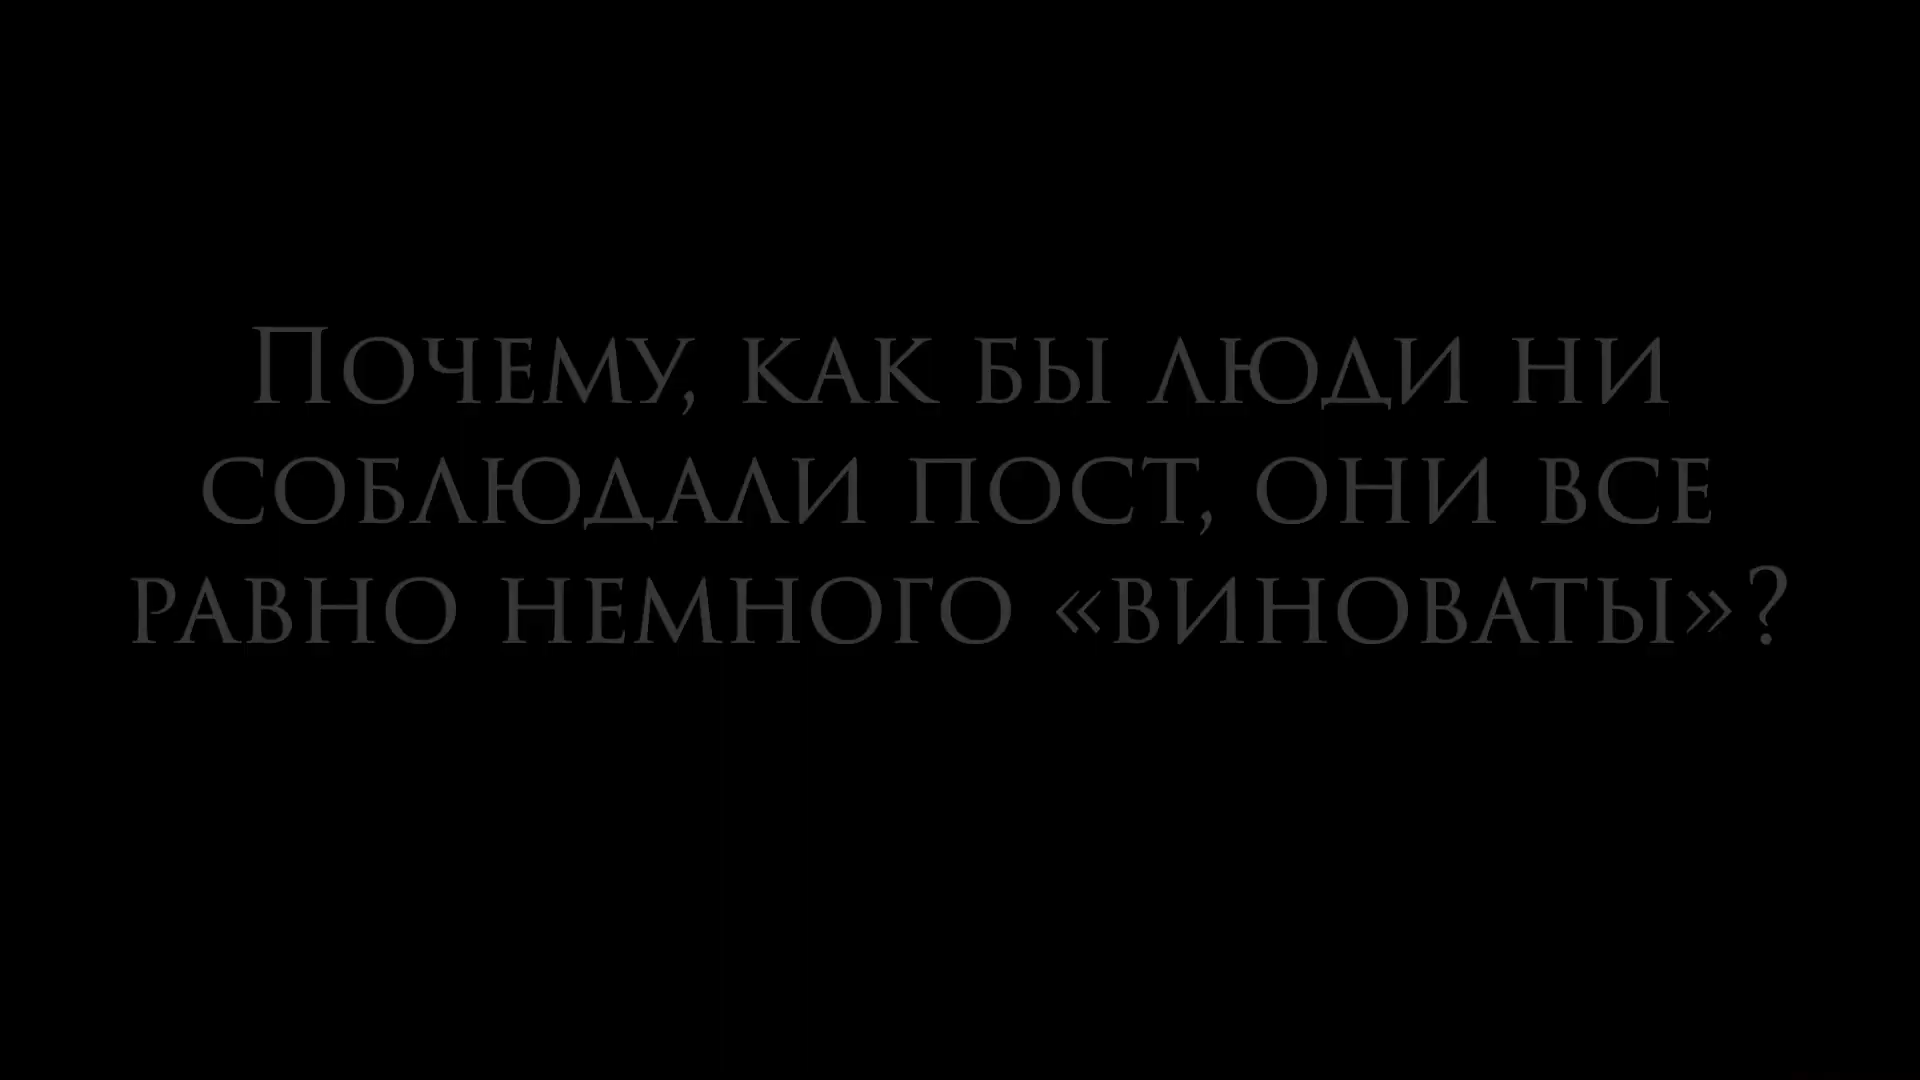 Почему, как бы люди ни
соблюдали пост, они все
равно немного «виноваты»?